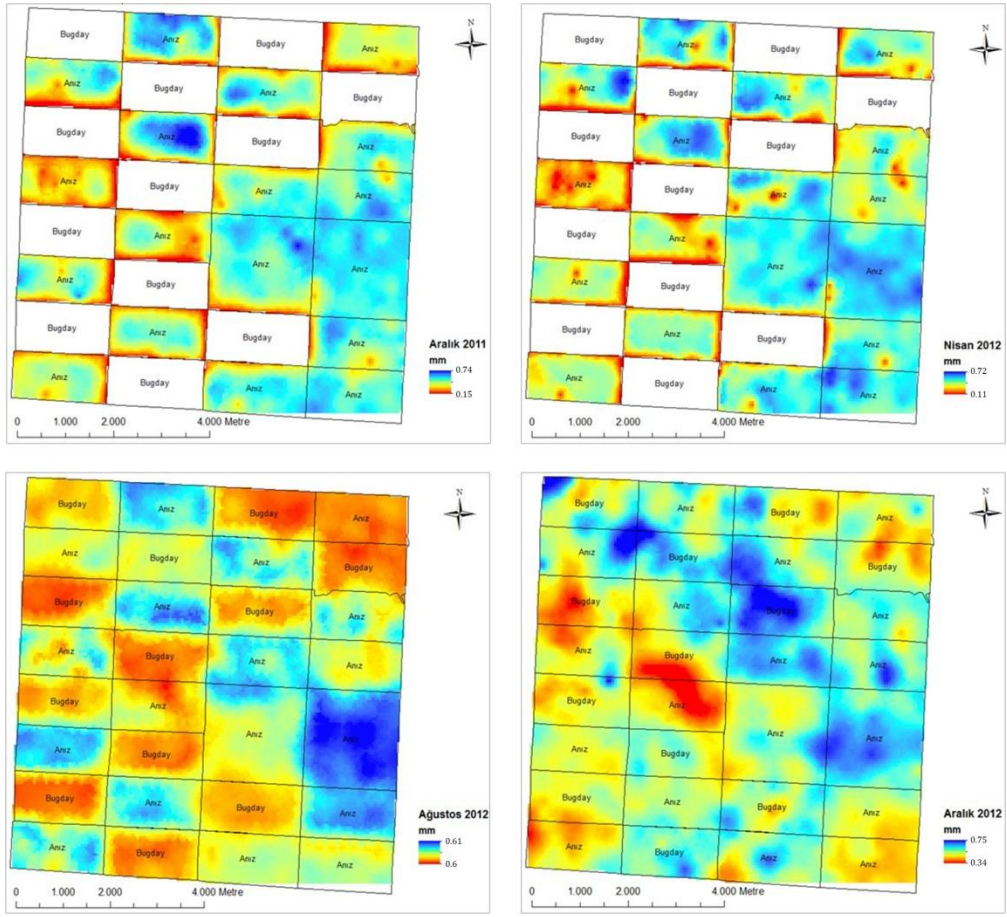 N
Bugday Anız Bugday Anız
Anız Bugday Anız Bugday
Bugday Anız Bugday Anız
Anız Bugday Anız Anız
Bugday Anız Anız Anız
Anız Bugday
Bugday Anız Bugday Anız
Anız Bugday Anız Anız
Aralık 2011
mm
0.74
0.15
0 1.000 2.000 4.000 Metre
N
Bugday Anız Bugday Anız
Anız Bugday Anız Bugday
Bugday Anız Bugday Anız
Anız Bugday Anız Anız
Bugday Anız Anız Anız
Anız Bugday
Bugday Anız Bugday Anız
Anız Bugday Anız Anız
Nisan 2012
mm
0.72
0.11
0 1.000 2.000 4.000 Metre
N
Bugday Anız Bugday Anız
Anız Bugday Anız Bugday
Bugday Anız Bugday Anız
Anız Bugday Anız Anız
Bugday Anız Anız Anız
Anız Bugday
Bugday Anız Bugday Anız
Anız Bugday Anız Anız
Ağustos 2012
mm
0.61
0.6
0 1.000 2.000 4.000 Metre
N
Bugday Anız Bugday Anız
Anız Bugday Anız Bugday
Bugday Anız Bugday Anız
Anız Bugday Anız Anız
Bugday Anız Anız Anız
Anız Bugday
Bugday Anız Bugday Anız
Anız Bugday Anız Anız
Aralık 2012
mm
0.75
0.34
0 1.000 2.000 4.000 Metre